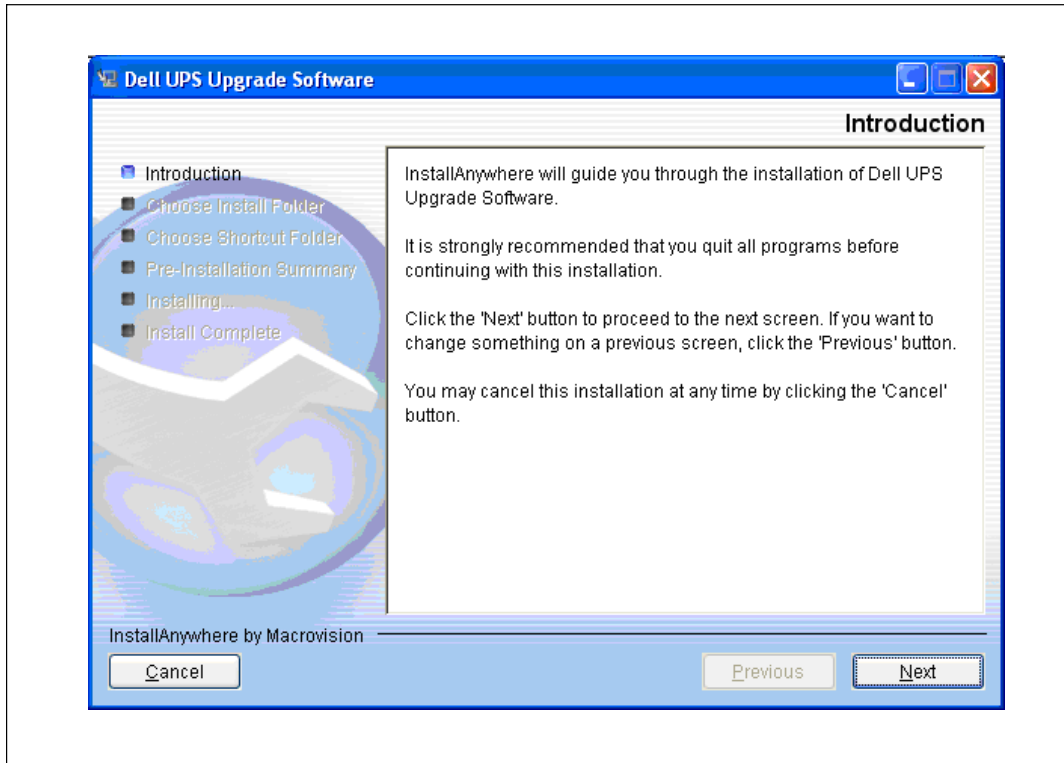 Dell UPS Upgrade Software
Introduction
Introduction
Choose Install Folder
Choose Shortcut Folder
Pre-Installation Summary
Installing...
Install Complete
InstallAnywhere will guide you through the installation of Dell UPS
Upgrade Software.
It is strongly recommended that you quit all programs before
continuing with this installation.
Click the 'Next' button to proceed to the next screen. If you want to
change something on a previous screen, click the 'Previous' button.
You may cancel this installation at any time by clicking the 'Cancel'
button.
InstallAnywhere by Macrovision
Cancel
Previous
Next